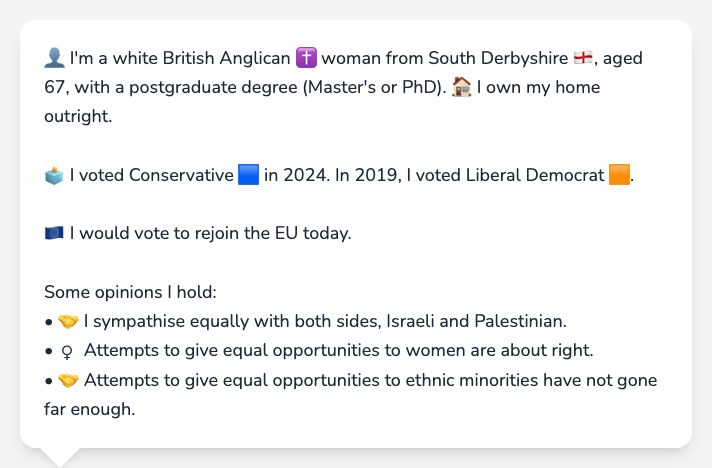 👤 I'm a white British Anglican ✝️ woman from South Derbyshire 🏴󠁧󠁢󠁥󠁮󠁧󠁿, aged
67, with a postgraduate degree (Master's or PhD). 🏠 I own my home
outright.
🗳️ I voted Conservative 🟦 in 2024. In 2019, I voted Liberal Democrat 🟧.
🇪🇺 I would vote to rejoin the EU today.
Some opinions I hold:
• 🤝 I sympathise equally with both sides, Israeli and Palestinian.
• ♀ Attempts to give equal opportunities to women are about right.
• 🤝 Attempts to give equal opportunities to ethnic minorities have not gone
far enough.